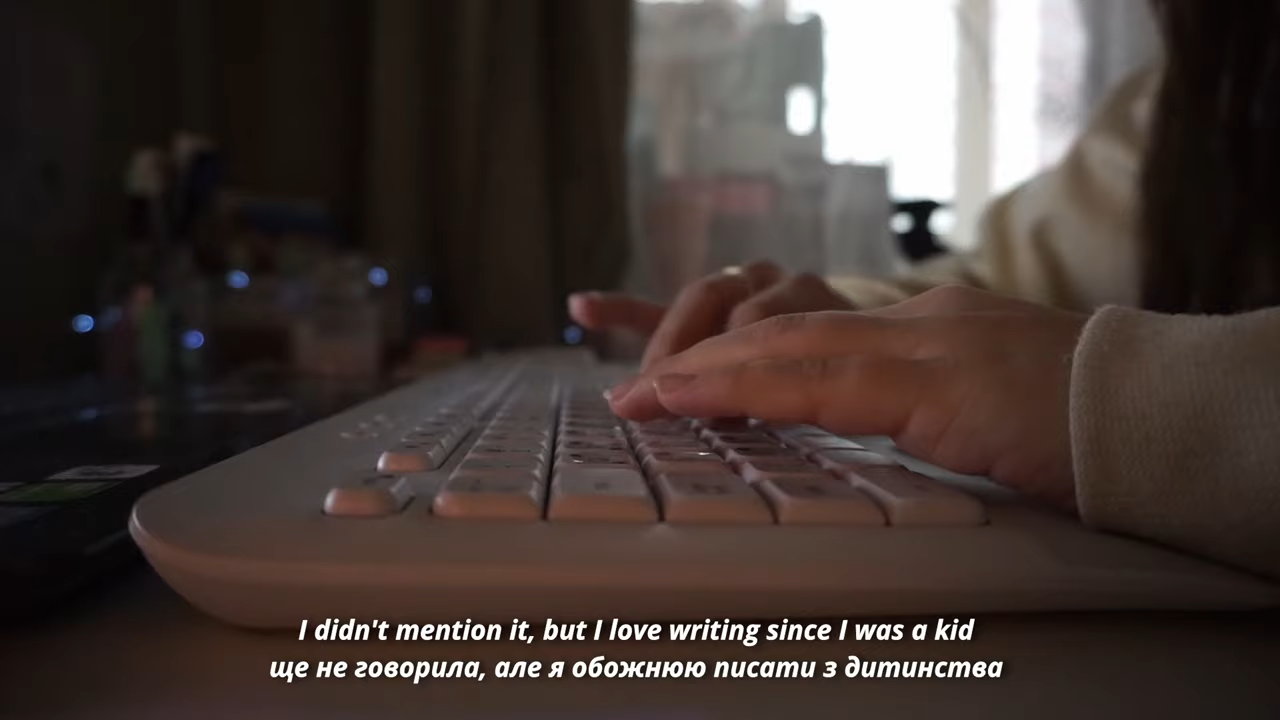 I didn't mention it, but I love writing since I was a kid
ще не говорила, але я обожнюю писати з дитинства